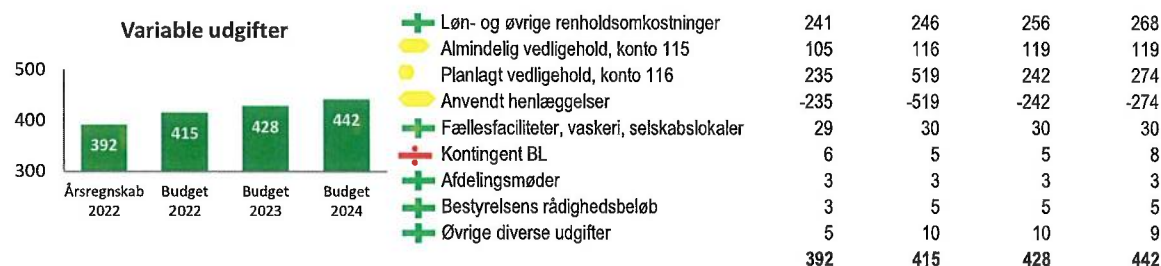 Variable udgifter
500
400
300
392
415
428
442
Årsregnskab 2022
Budget 2022
Budget 2023
Budget 2024
Løn- og øvrige renholdsomkostninger 241 246 256 268
Almindelig vedligehold, konto 115 105 116 119 119
Planlagt vedligehold, konto 116 235 519 242 274
Anvendt henlæggelser -235 -519 -242 -274
Fællesfaciliteter, vaskeri, selskabslokaler 29 30 30 30
Kontingent BL 6 5 5 8
Afdelingsmøder 3 3 3 3
Bestyrelsens rådighedsbeløb 3 5 5 5
Øvrige diverse udgifter 5 10 10 9
392 415 428 442